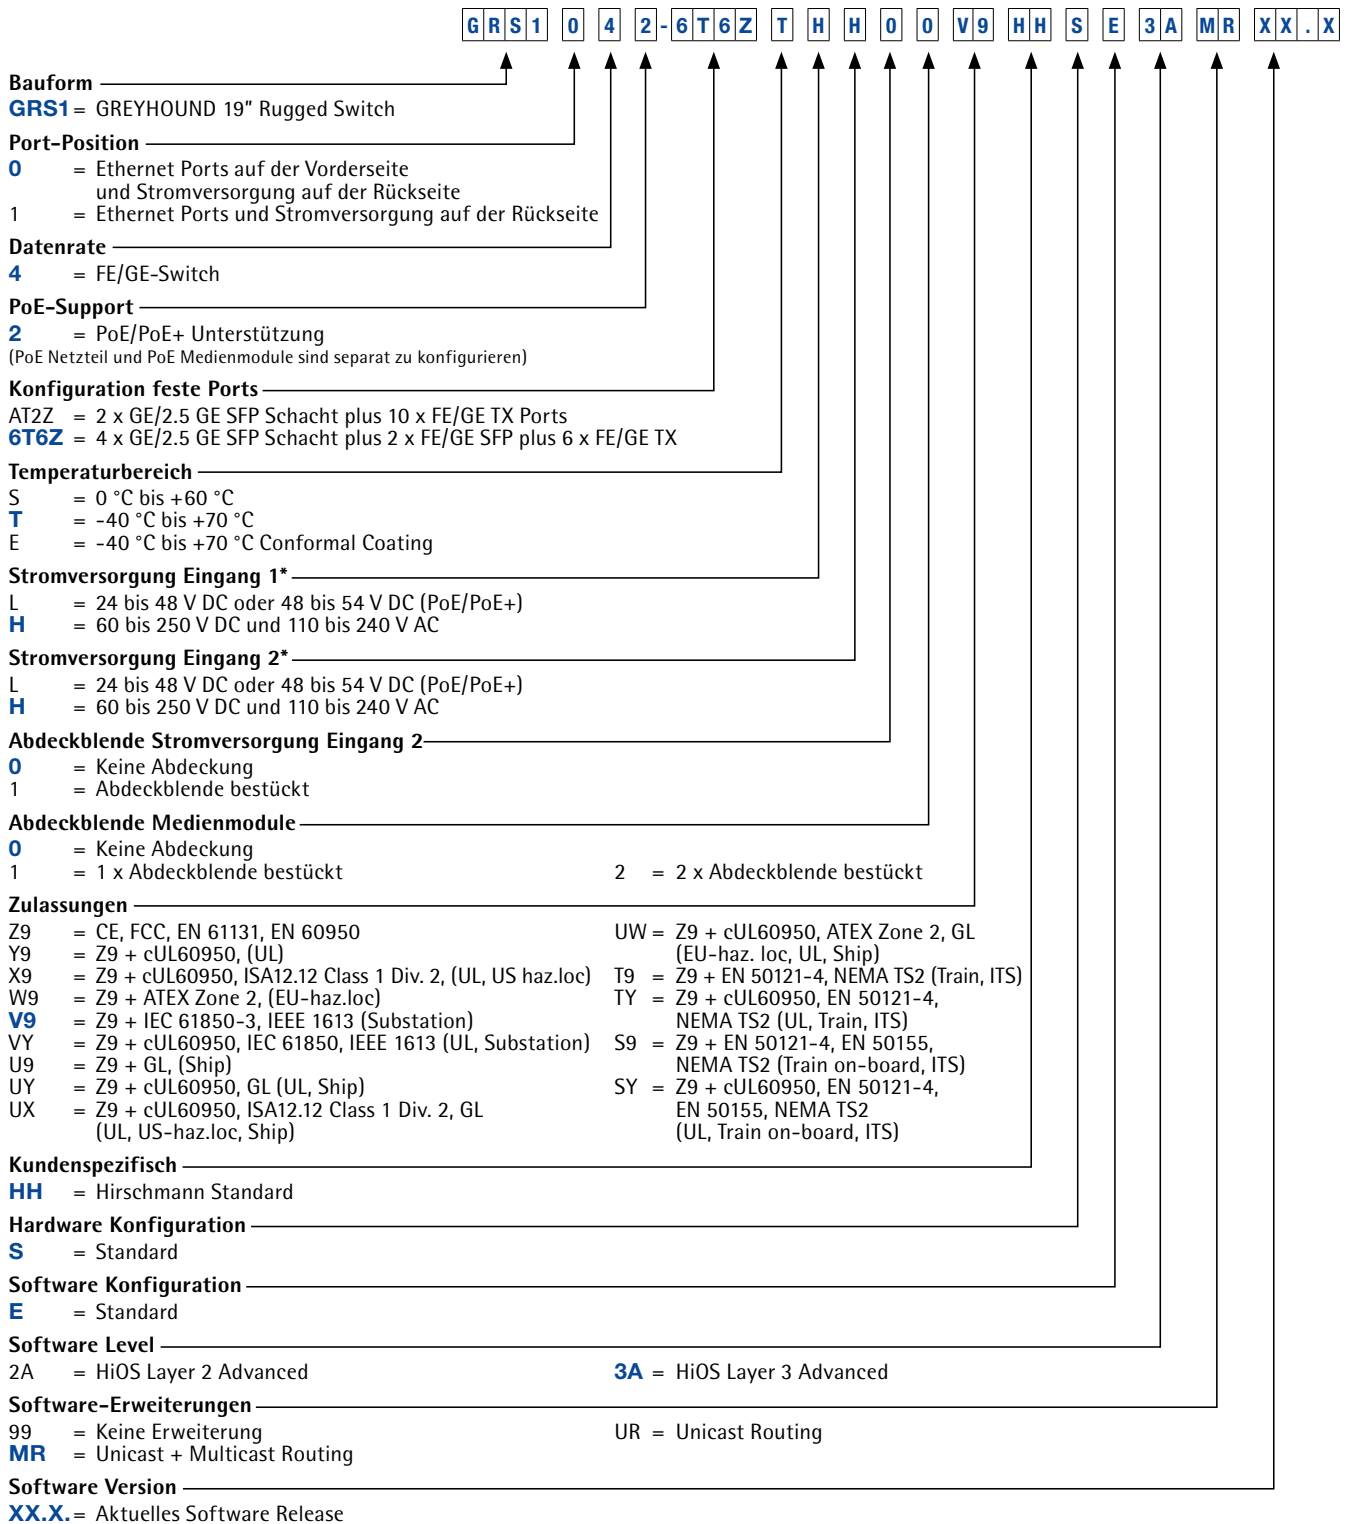 GRS1 0 4 2-6T6Z T H H 0 0 V9 HH S E 3A MR XX.X
Bauform
GRS1 = GREYHOUND 19" Rugged Switch
Port-Position
0 = Ethernet Ports auf der Vorderseite
und Stromversorgung auf der Rückseite
1 = Ethernet Ports und Stromversorgung auf der Rückseite
Datenrate
4 = FE/GE-Switch
PoE-Support
2 = PoE/PoE+ Unterstützung
(PoE Netzteil und PoE Medienmodule sind separat zu konfigurieren)
Konfiguration feste Ports
AT2Z = 2 x GE/2.5 GE SFP Schacht plus 10 x FE/GE TX Ports
6T6Z = 4 x GE/2.5 GE SFP Schacht plus 2 x FE/GE SFP plus 6 x FE/GE TX
Temperaturbereich
S = 0 °C bis +60 °C
T = -40 °C bis +70 °C
E = -40 °C bis +70 °C Conformal Coating
Stromversorgung Eingang 1*
L = 24 bis 48 V DC oder 48 bis 54 V DC (PoE/PoE+)
H = 60 bis 250 V DC und 110 bis 240 V AC
Stromversorgung Eingang 2*
L = 24 bis 48 V DC oder 48 bis 54 V DC (PoE/PoE+)
H = 60 bis 250 V DC und 110 bis 240 V AC
Abdeckblende Stromversorgung Eingang 2
0 = Keine Abdeckung
1 = Abdeckblende bestückt
Abdeckblende Medienmodule
0 = Keine Abdeckung
1 = 1 x Abdeckblende bestückt
2 = 2 x Abdeckblende bestückt
Zulassungen
Z9 = CE, FCC, EN 61131, EN 60950
Y9 = Z9 + cUL60950, (UL)
X9 = Z9 + cUL60950, ISA12.12 Class 1 Div. 2, (UL, US haz.loc)
W9 = Z9 + ATEX Zone 2, (EU-haz.loc)
V9 = Z9 + IEC 61850-3, IEEE 1613 (Substation)
VY = Z9 + cUL60950, IEC 61850, IEEE 1613 (UL, Substation)
U9 = Z9 + GL, (Ship)
UY = Z9 + cUL60950, GL (UL, Ship)
UX = Z9 + cUL60950, ISA12.12 Class 1 Div. 2, GL
(UL, US-haz.loc, Ship)
UW = Z9 + cUL60950, ATEX Zone 2, GL
(EU-haz. loc, UL, Ship)
T9 = Z9 + EN 50121-4, NEMA TS2 (Train, ITS)
TY = Z9 + cUL60950, EN 50121-4,
NEMA TS2 (UL, Train, ITS)
S9 = Z9 + EN 50121-4, EN 50155,
NEMA TS2 (Train on-board, ITS)
SY = Z9 + cUL60950, EN 50121-4,
EN 50155, NEMA TS2
(UL, Train on-board, ITS)
Kundenspezifisch
HH = Hirschmann Standard
Hardware Konfiguration
S = Standard
Software Konfiguration
E = Standard
Software Level
2A = HiOS Layer 2 Advanced
3A = HiOS Layer 3 Advanced
Software-Erweiterungen
99 = Keine Erweiterung
UR = Unicast Routing
MR = Unicast + Multicast Routing
Software Version
XX.X. = Aktuelles Software Release